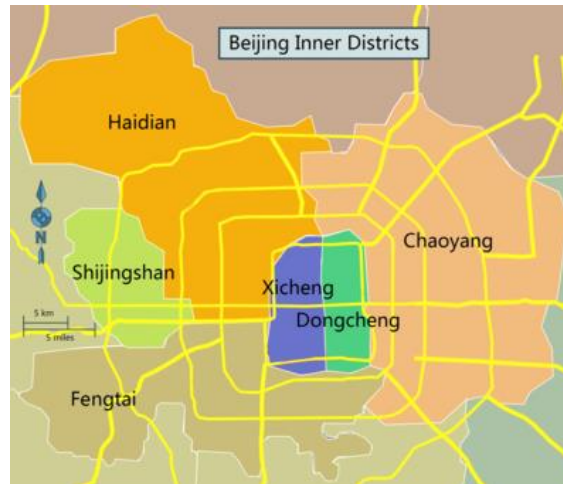 Beijing Inner Districts
Haidian
N
Chaoyang
Shijingshan
Xicheng
5 km
Dongcheng
5 miles
Fengtai